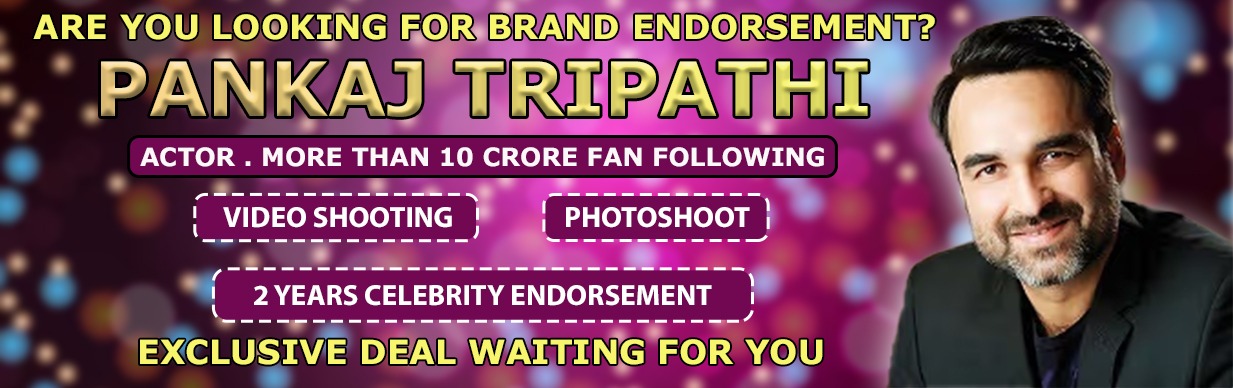 ARE YOU LOOKING FOR BRAND ENDORSEMENT?
PANKAJ TRIPATHI
ACTOR . MORE THAN 10 CRORE FAN FOLLOWING
VIDEO SHOOTING
PHOTOSHOOT
2 YEARS CELEBRITY ENDORSEMENT
EXCLUSIVE DEAL WAITING FOR YOU